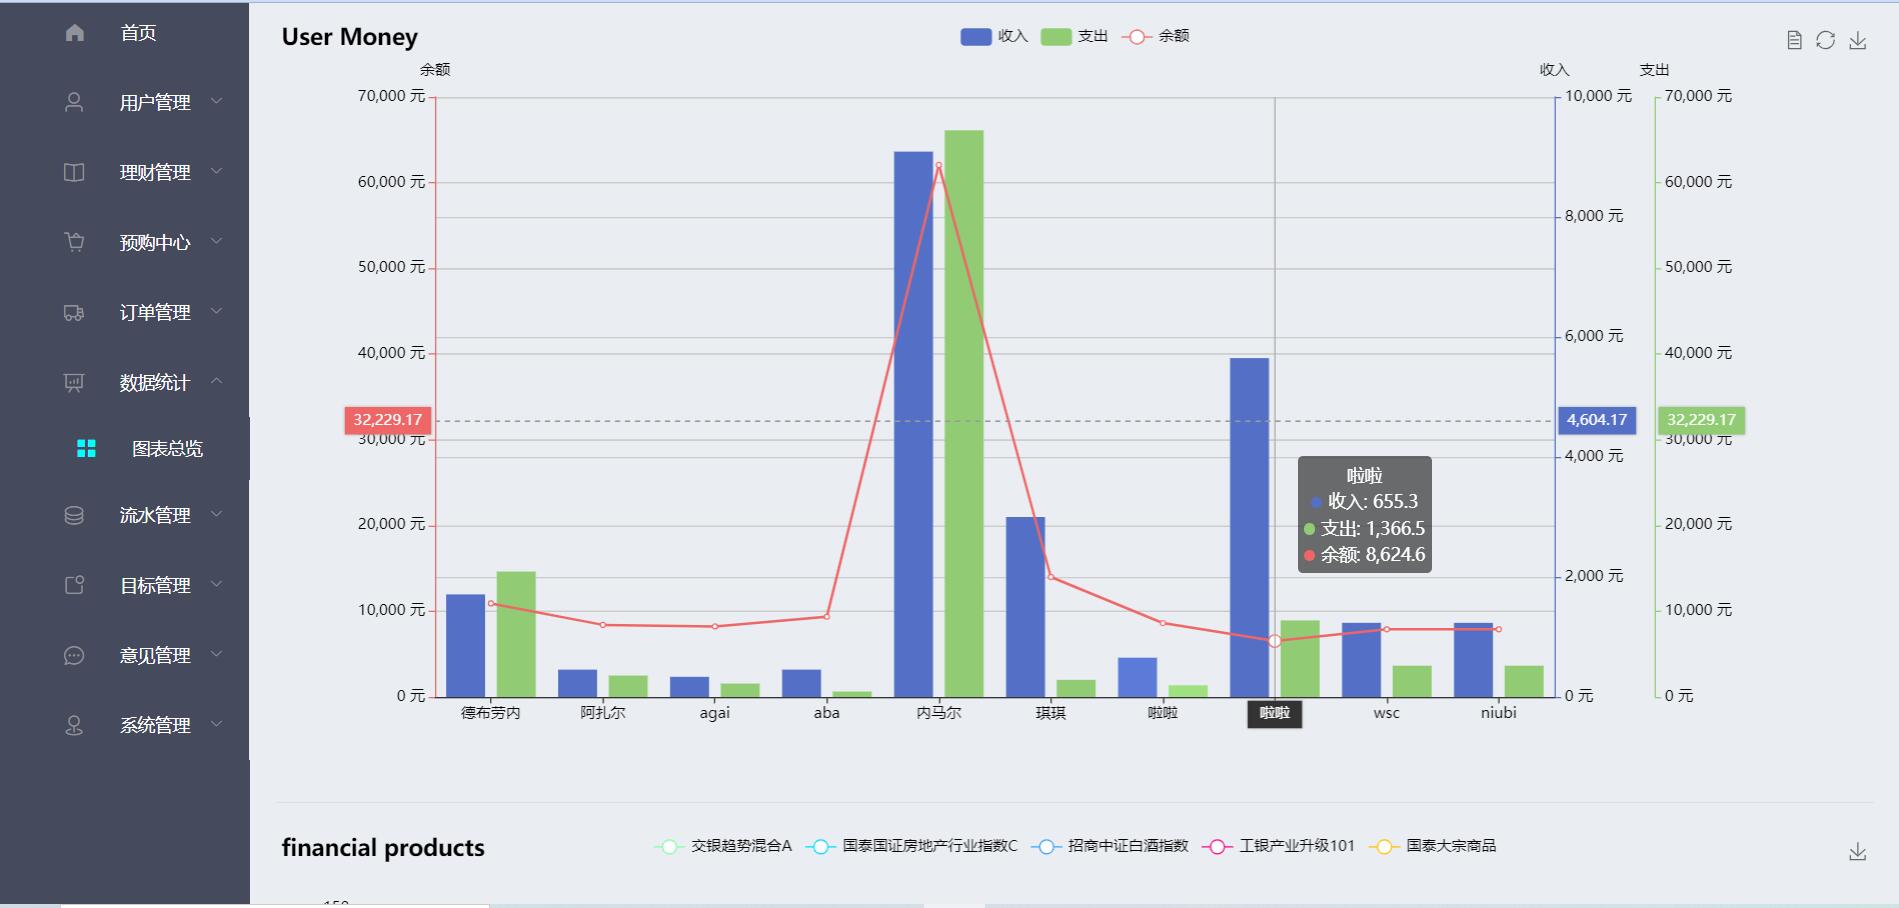 首页
用户管理
理财管理
预购中心
订单管理
数据统计
图表总览
流水管理
目标管理
意见管理
系统管理
User Money
收入 支出 余额
余额 收入 支出
70,000 元
60,000 元
50,000 元
40,000 元
32,229.17
30,000 元
20,000 元
10,000 元
0 元
10,000 元
8,000 元
6,000 元
4,604.17
4,000 元
2,000 元
0 元
70,000 元
60,000 元
50,000 元
40,000 元
32,229.17
30,000 元
20,000 元
10,000 元
0 元
啦啦
收入: 655.3
支出: 1,366.5
余额: 8,624.6
德布劳内 阿扎尔 agai aba 内马尔 琪琪 啦啦 啦啦 wsc niubi
financial products
交银趋势混合A 国泰国证房地产行业指数C 招商中证白酒指数 工银产业升级101 国泰大宗商品